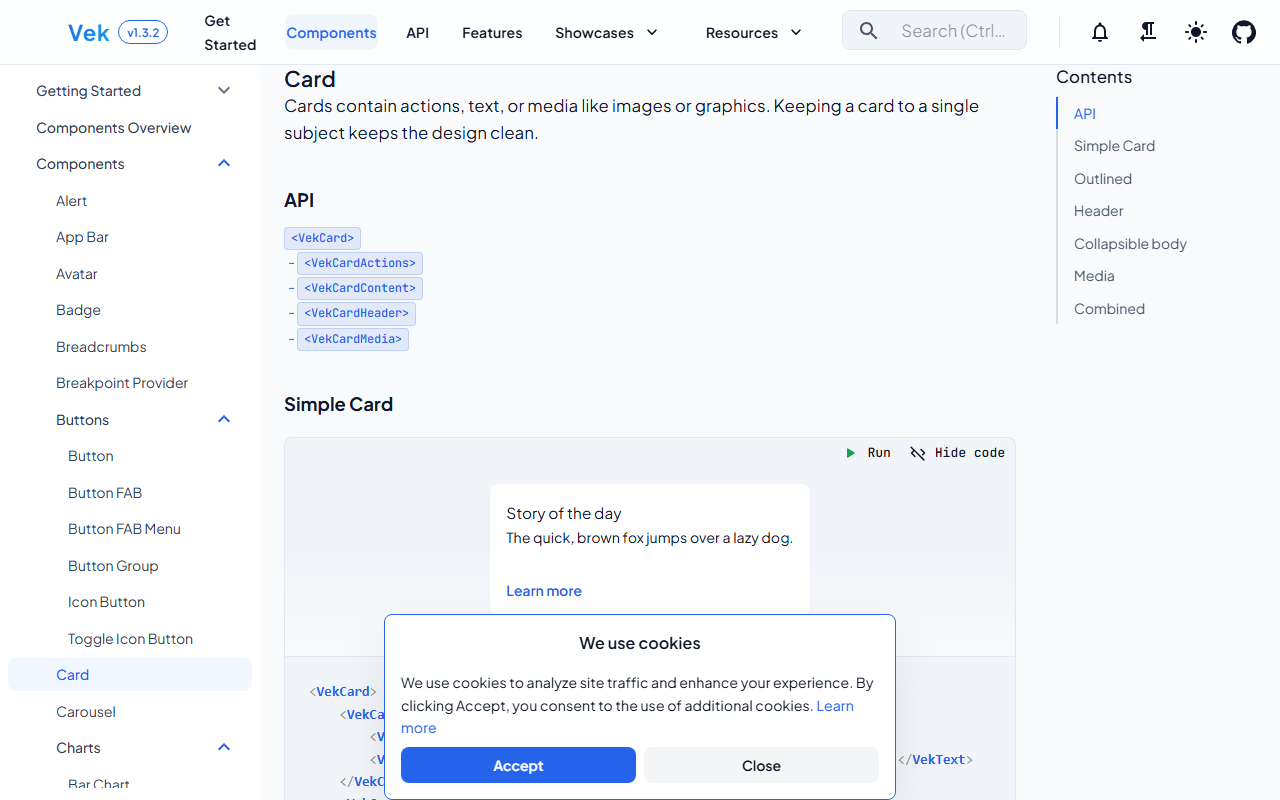 Vek v1.3.2
Get Started
Components
API
Features
Showcases
Resources
Search (Ctrl…
Getting Started
Components Overview
Components
Alert
App Bar
Avatar
Badge
Breadcrumbs
Breakpoint Provider
Buttons
Button
Button FAB
Button FAB Menu
Button Group
Icon Button
Toggle Icon Button
Card
Carousel
Charts
Bar Chart
Card
Cards contain actions, text, or media like images or graphics. Keeping a card to a single
subject keeps the design clean.
API
<VekCard>
- <VekCardActions>
- <VekCardContent>
- <VekCardHeader>
- <VekCardMedia>
Simple Card
Run
Hide code
Story of the day
The quick, brown fox jumps over a lazy dog.
Learn more
<VekCard>
<VekCa
<V
<V
</VekText>
</VekC
We use cookies
We use cookies to analyze site traffic and enhance your experience. By
clicking Accept, you consent to the use of additional cookies. Learn
more
Accept
Close
Contents
API
Simple Card
Outlined
Header
Collapsible body
Media
Combined